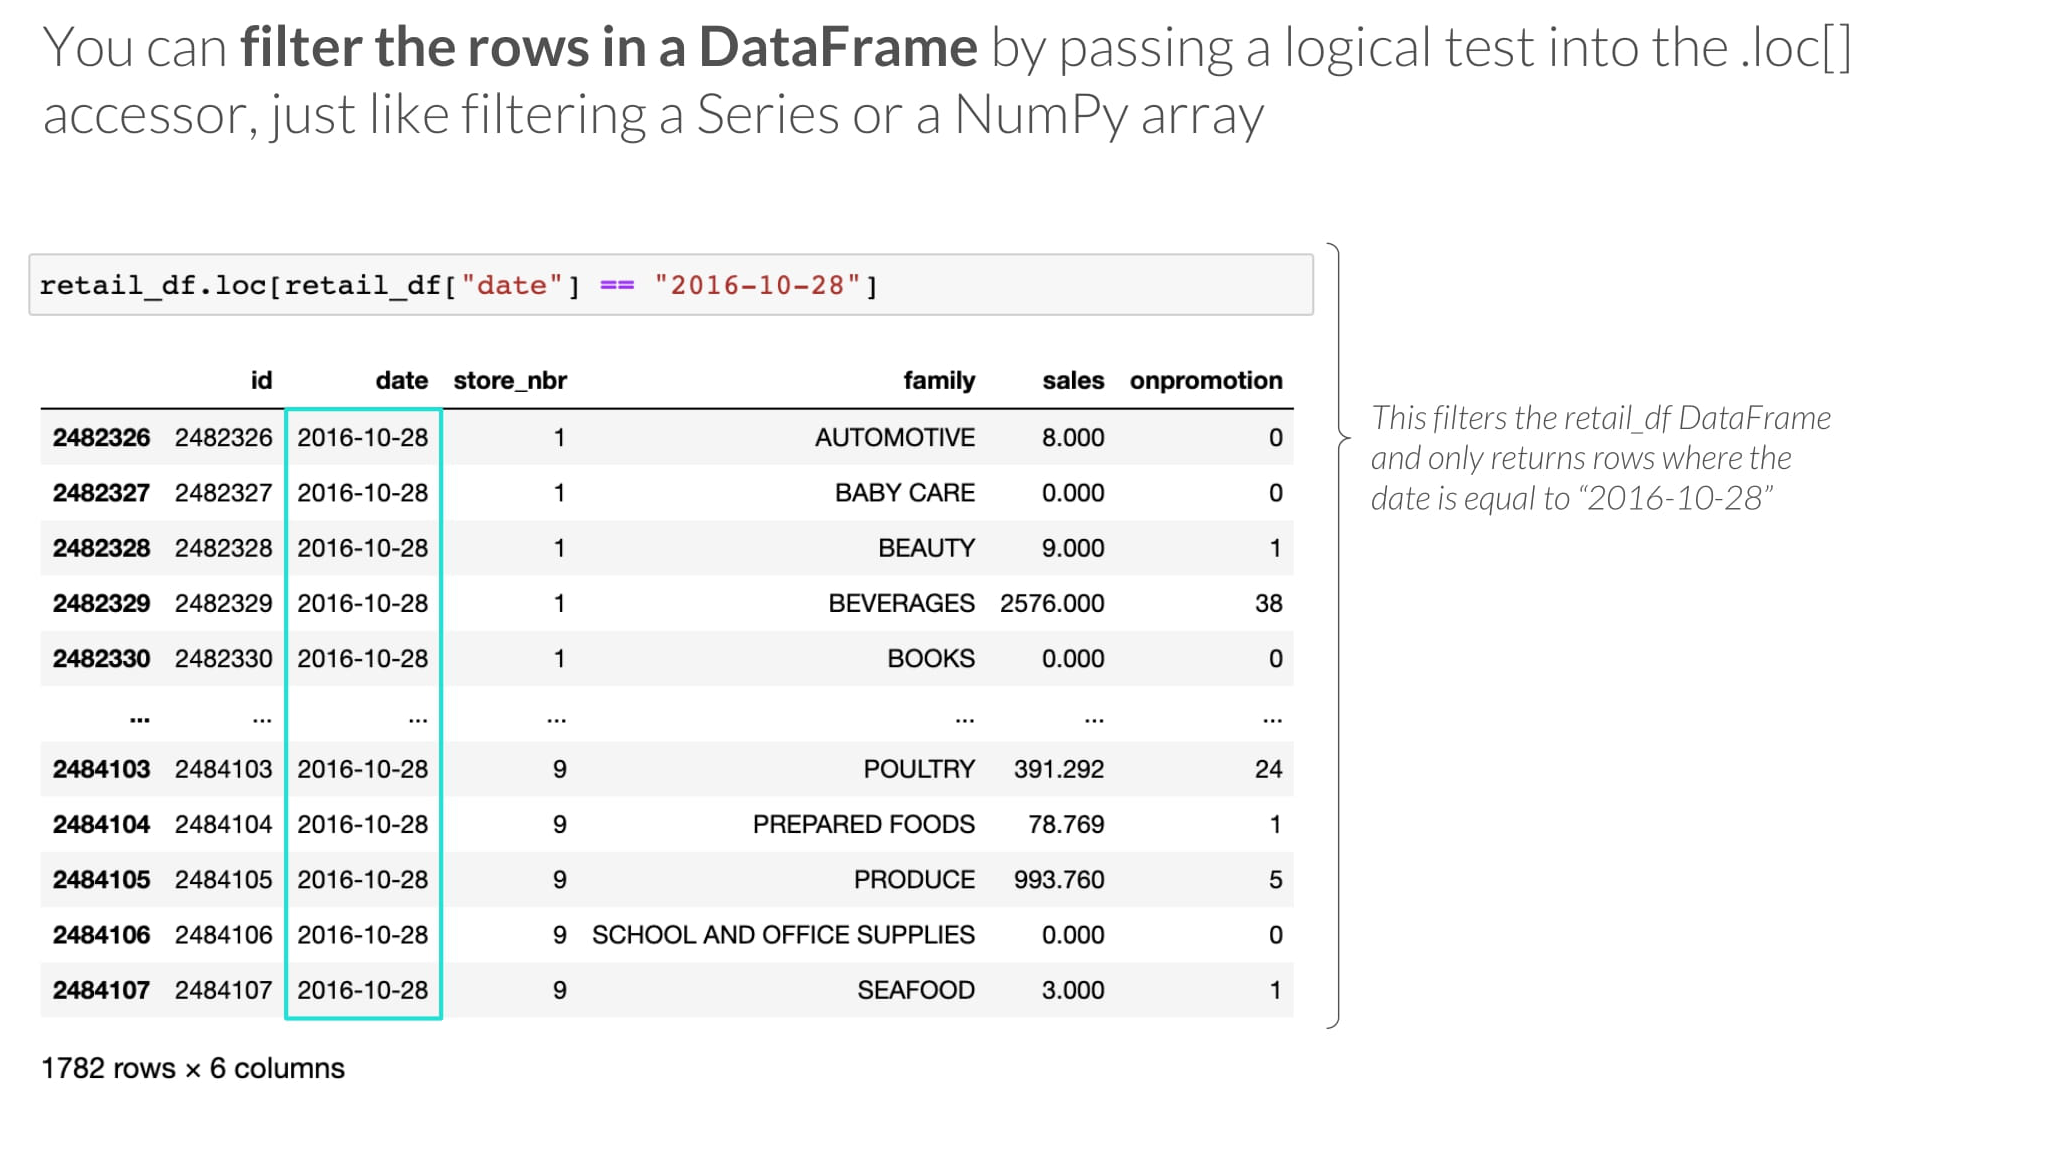 You can filter the rows in a DataFrame by passing a logical test into the .loc[]
accessor, just like filtering a Series or a NumPy array
retail_df.loc[retail_df["date"] == "2016-10-28"]
id date store_nbr family sales onpromotion
2482326 2482326 2016-10-28 1 AUTOMOTIVE 8.000 0
2482327 2482327 2016-10-28 1 BABY CARE 0.000 0
2482328 2482328 2016-10-28 1 BEAUTY 9.000 1
2482329 2482329 2016-10-28 1 BEVERAGES 2576.000 38
2482330 2482330 2016-10-28 1 BOOKS 0.000 0
... ... ... ... ... ... ...
2484103 2484103 2016-10-28 9 POULTRY 391.292 24
2484104 2484104 2016-10-28 9 PREPARED FOODS 78.769 1
2484105 2484105 2016-10-28 9 PRODUCE 993.760 5
2484106 2484106 2016-10-28 9 SCHOOL AND OFFICE SUPPLIES 0.000 0
2484107 2484107 2016-10-28 9 SEAFOOD 3.000 1
1782 rows × 6 columns
This filters the retail_df DataFrame
and only returns rows where the
date is equal to “2016-10-28”